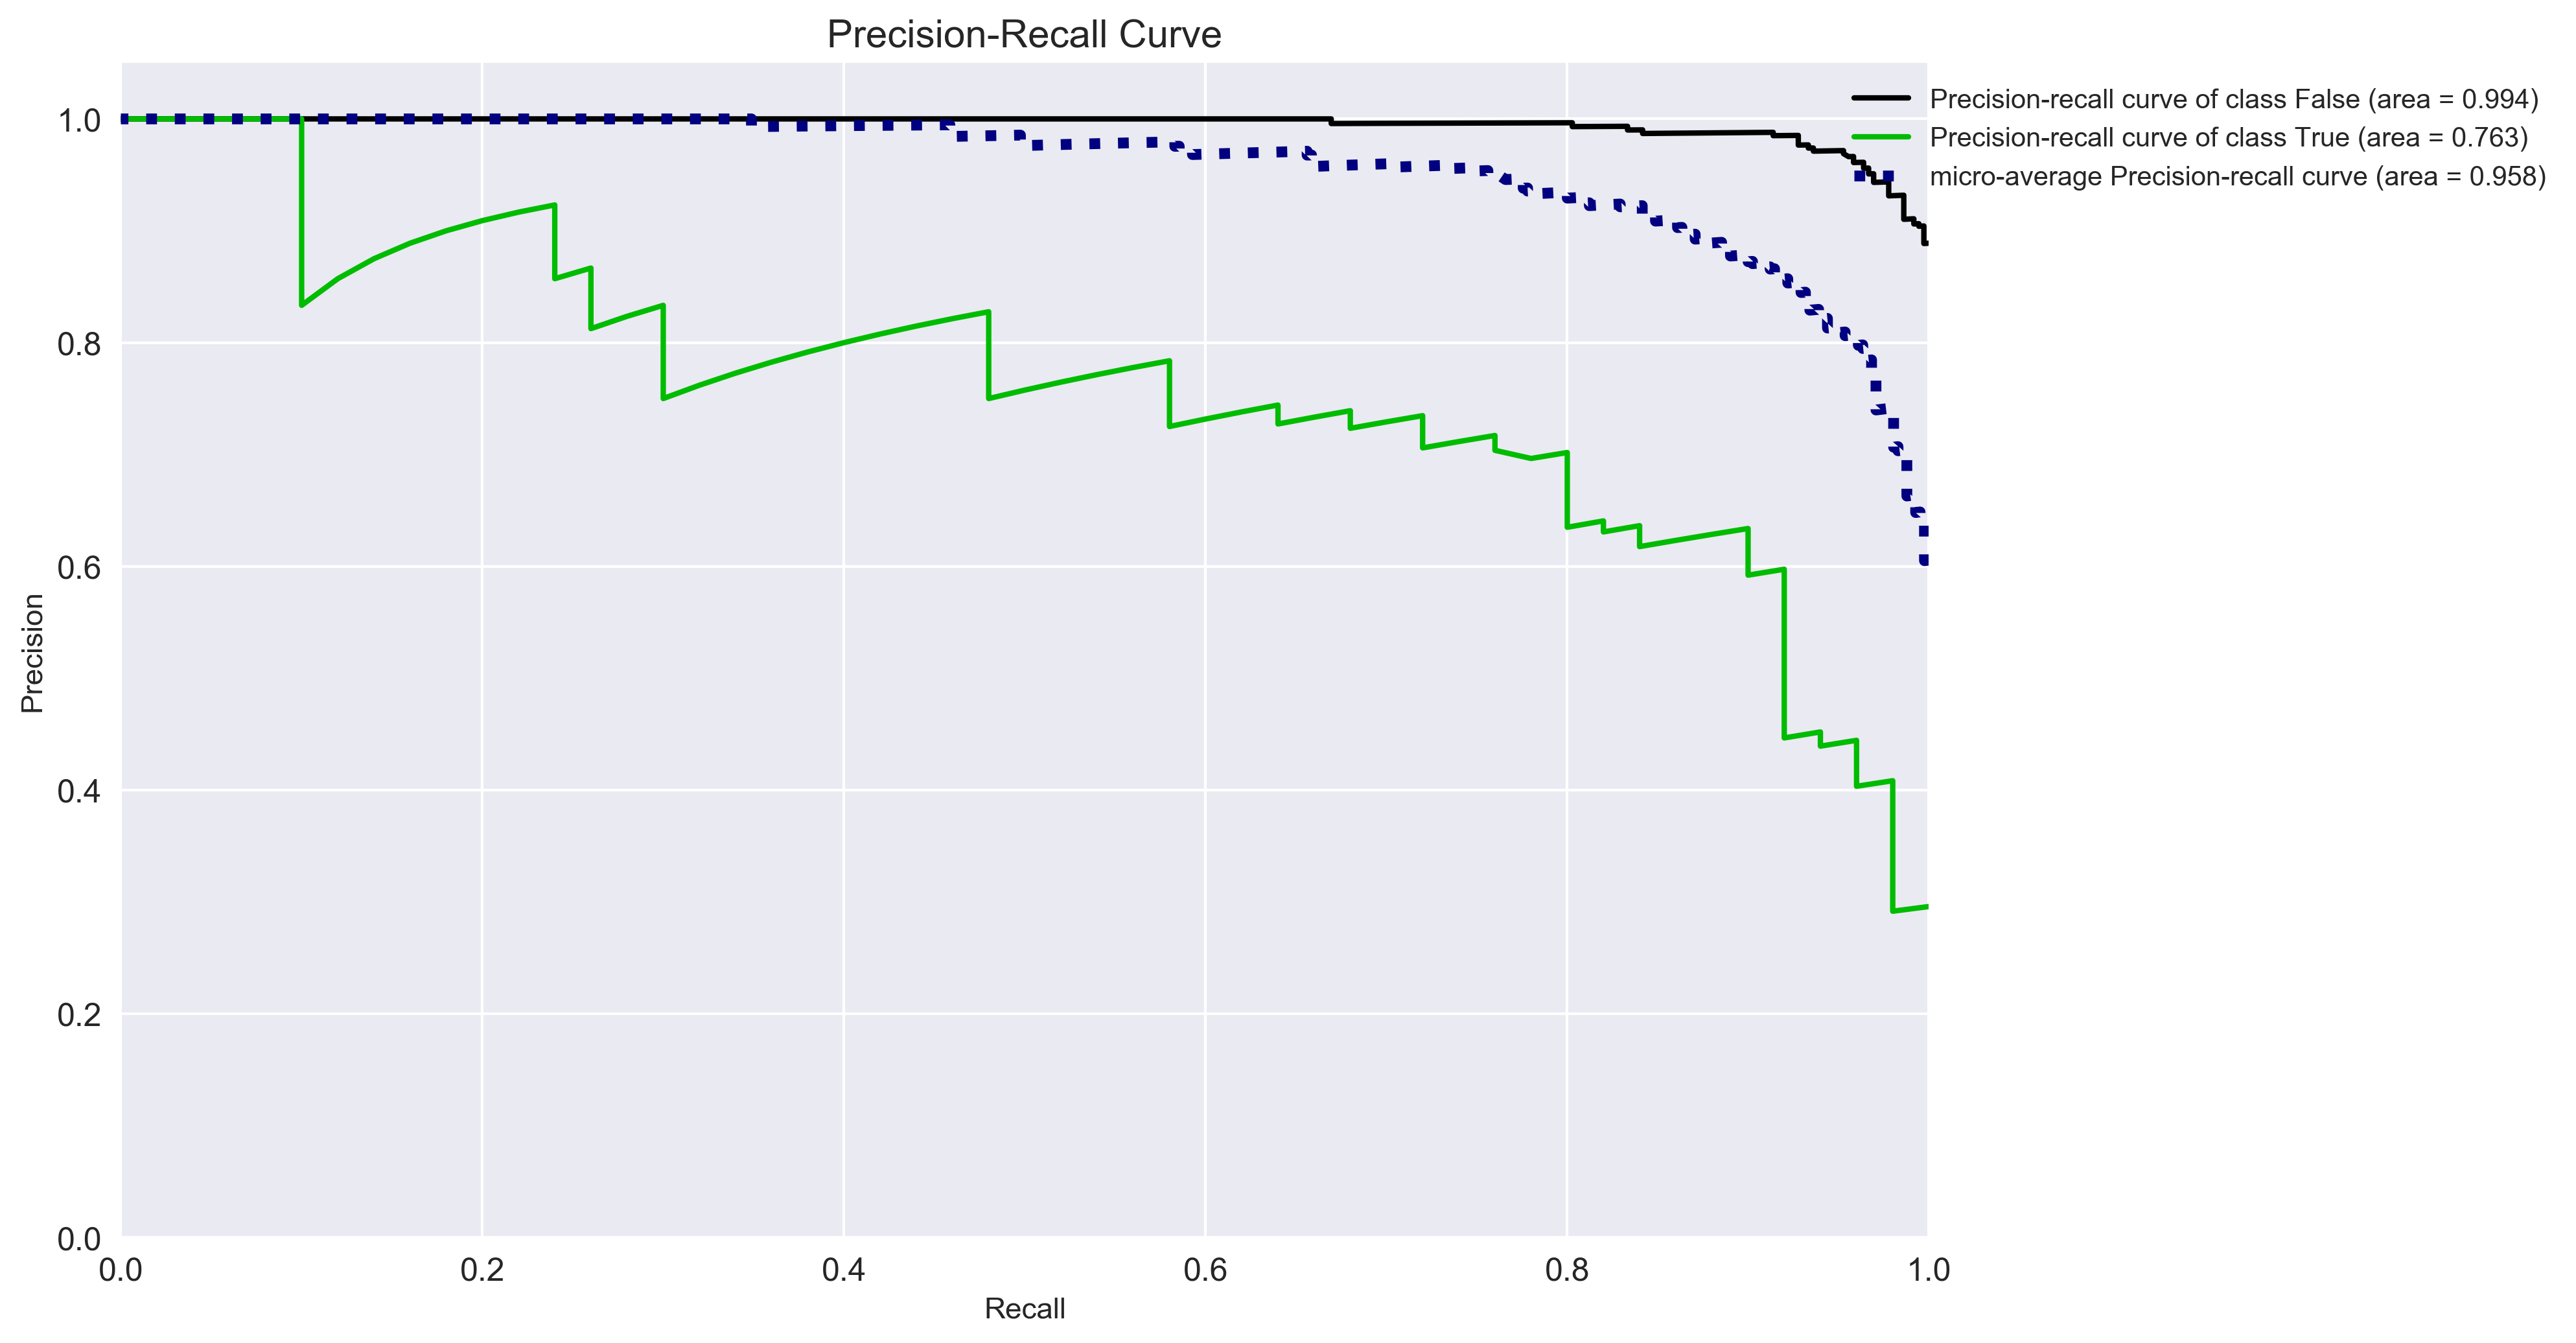 Precision-Recall Curve
Precision-recall curve of class False (area = 0.994)
Precision-recall curve of class True (area = 0.763)
micro-average Precision-recall curve (area = 0.958)
1.0
0.8
0.6
0.4
0.2
0.0
Precision
0.0 0.2 0.4 0.6 0.8 1.0
Recall